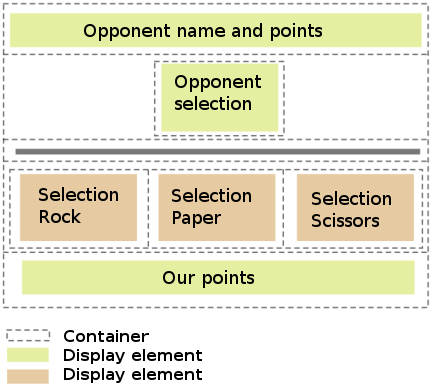 Opponent name and points
Opponent
selection
Selection
Rock
Selection
Paper
Selection
Scissors
Our points
Container
Display element
Display element